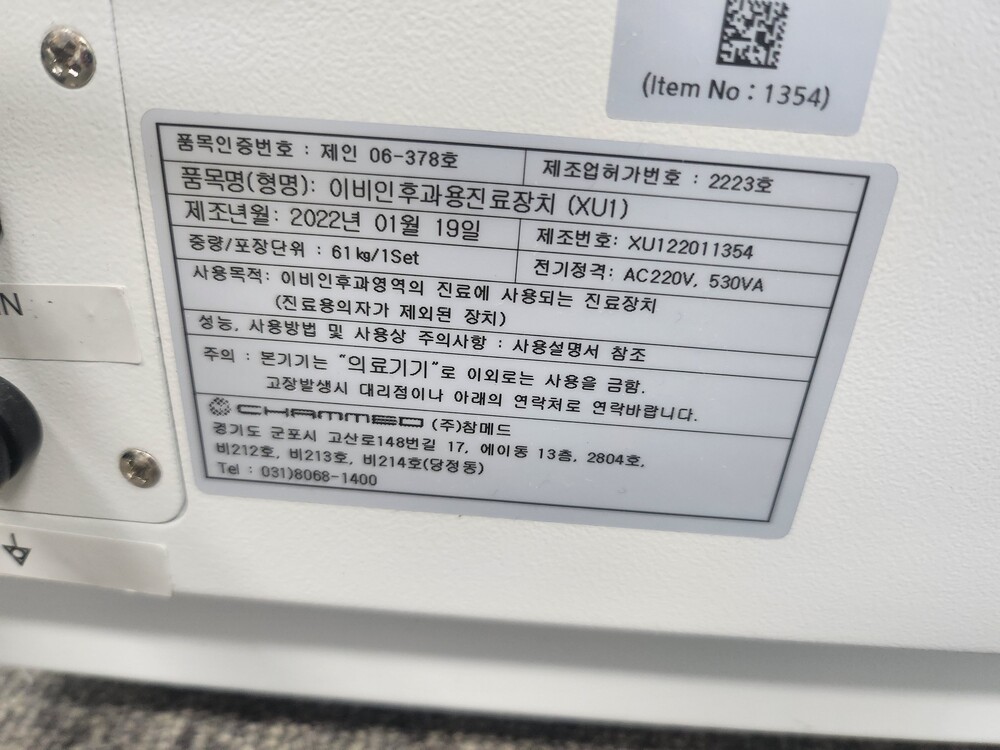 (Item No : 1354)
품목인증번호 : 제인 06-378호
제조업허가번호 : 2223호
품목명(형명): 이비인후과용진료장치 (XU1)
제조년월: 2022년 01월 19일
제조번호: XU122011354
중량/포장단위 : 61㎏/1Set
전기정격: AC220V, 530VA
사용목적: 이비인후과영역의 진료에 사용되는 진료장치
(진료용의자가 제외된 장치)
성능, 사용방법 및 사용상 주의사항 : 사용설명서 참조
주의 : 본기기는 "의료기기"로 이외로는 사용을 금함.
고장발생시 대리점이나 아래의 연락처로 연락바랍니다.
CHAMMED (주)참메드
경기도 군포시 고산로148번길 17, 에이동 13층, 2804호,
비212호, 비213호, 비214호(당정동)
Tel : 031)8068-1400